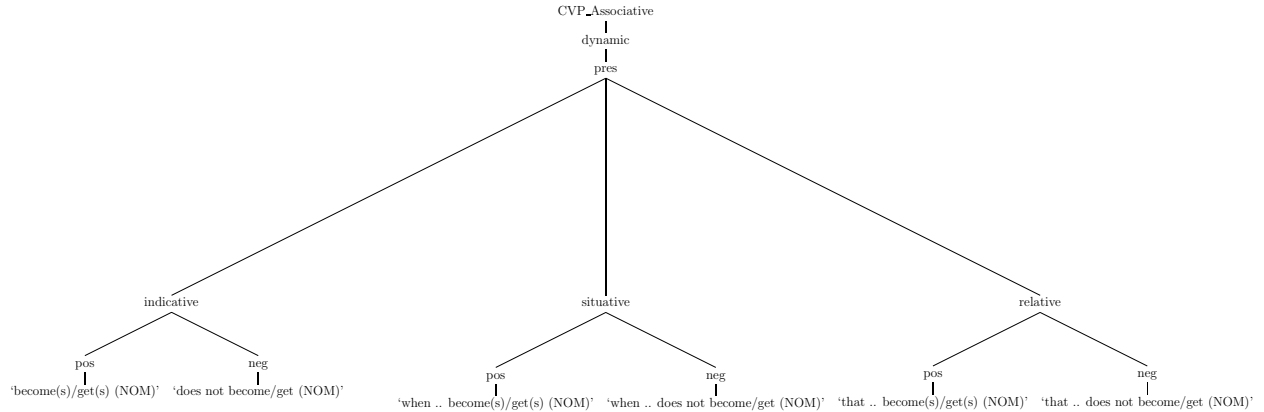 CVP_Associative
dynamic
pres
indicative situative relative
pos neg pos neg pos neg
‘become(s)/get(s) (NOM)’ ‘does not become/get (NOM)’ ‘when .. become(s)/get(s) (NOM)’ ‘when .. does not become/get (NOM)’ ‘that .. become(s)/get(s) (NOM)’ ‘that .. does not become/get (NOM)’